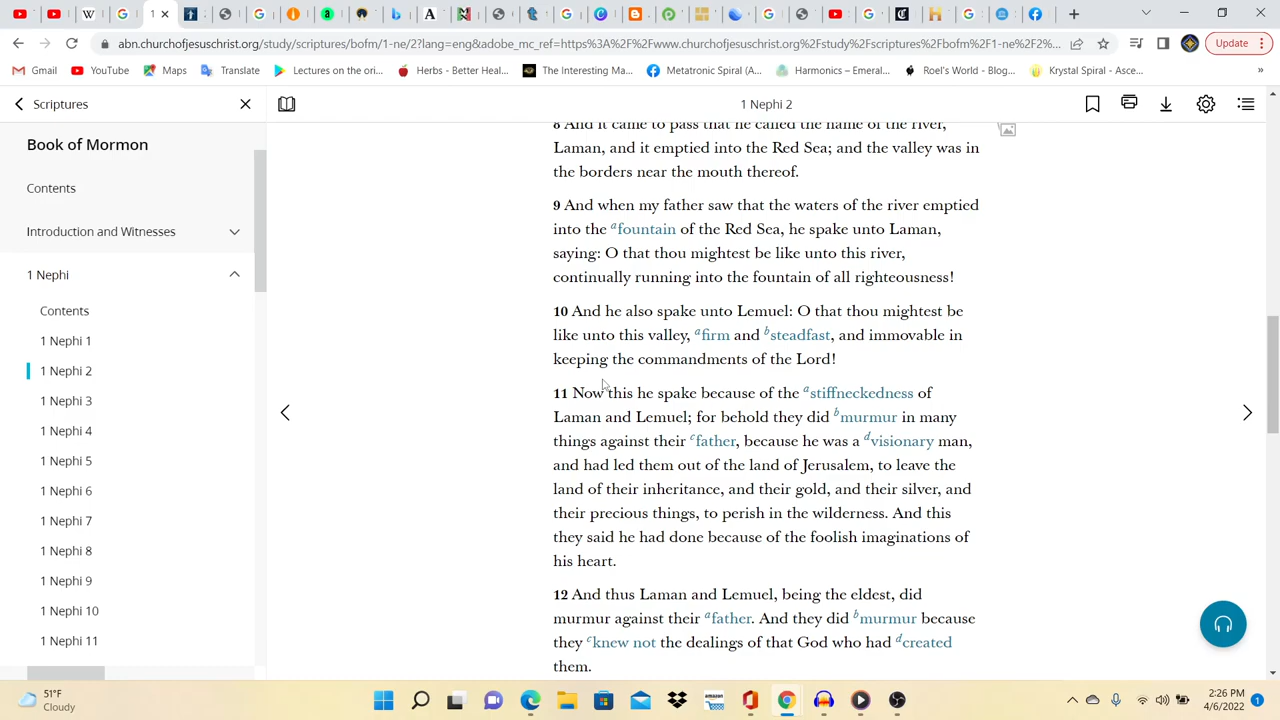 1
W
abn.churchofjesuschrist.org/study/scriptures/bofm/1-ne/2?lang=eng&adobe_mc_ref=https%3A%2F%2Fwww.churchofjesuschrist.org%2Fstudy%2Fscriptures%2Fbofm%2F1-ne%2F2...
Update
Gmail
YouTube
Maps
Translate
Lectures on the ori...
Herbs - Better Heal...
The Interesting Ma...
Metatronic Spiral (A...
Harmonics – Emeral...
Roel's World - Blog...
Krystal Spiral - Asce...
»
Scriptures
1 Nephi 2
Book of Mormon
Contents
Introduction and Witnesses
1 Nephi
Contents
1 Nephi 1
1 Nephi 2
1 Nephi 3
1 Nephi 4
1 Nephi 5
1 Nephi 6
1 Nephi 7
1 Nephi 8
1 Nephi 9
1 Nephi 10
1 Nephi 11
8 And it came to pass that he called the name of the river,
Laman, and it emptied into the Red Sea; and the valley was in
the borders near the mouth thereof.
9 And when my father saw that the waters of the river emptied
into the a fountain of the Red Sea, he spake unto Laman,
saying: O that thou mightest be like unto this river,
continually running into the fountain of all righteousness!
10 And he also spake unto Lemuel: O that thou mightest be
like unto this valley, a firm and b steadfast, and immovable in
keeping the commandments of the Lord!
11 Now this he spake because of the a stiffneckedness of
Laman and Lemuel; for behold they did b murmur in many
things against their c father, because he was a d visionary man,
and had led them out of the land of Jerusalem, to leave the
land of their inheritance, and their gold, and their silver, and
their precious things, to perish in the wilderness. And this
they said he had done because of the foolish imaginations of
his heart.
12 And thus Laman and Lemuel, being the eldest, did
murmur against their a father. And they did b murmur because
they c knew not the dealings of that God who had d created
them.
51°F
Cloudy
amazon
2:26 PM
4/6/2022
1